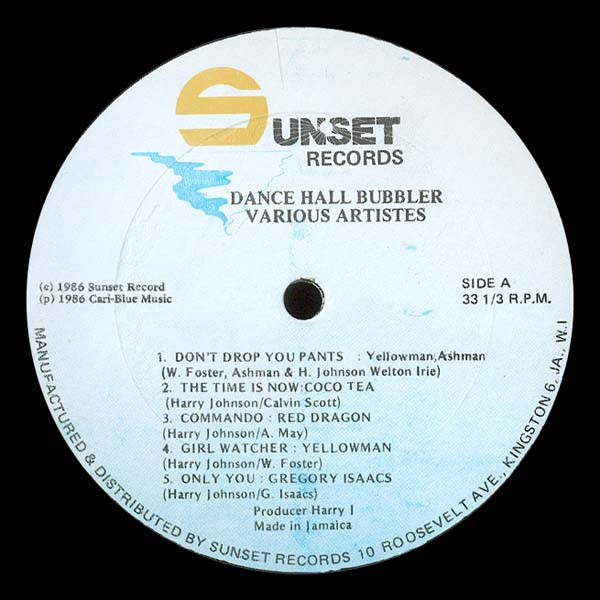 SUNSET
RECORDS
DANCE HALL BUBBLER
VARIOUS ARTISTES
(c) 1986 Sunset Record
(p) 1986 Cari-Blue Music
SIDE A
33 1/3 R.P.M.
1. DON'T DROP YOU PANTS : Yellowman,Ashman
(W. Foster, Ashman & H. Johnson Welton Irie)
2. THE TIME IS NOW:COCO TEA
(Harry Johnson/Calvin Scott)
3. COMMANDO : RED DRAGON
(Harry Johnson/A. May)
4. GIRL WATCHER : YELLOWMAN
(Harry Johnson/W. Foster)
5. ONLY YOU : GREGORY ISAACS
(Harry Johnson/G. Isaacs)
Producer Harry I
Made in Jamaica
MANUFACTURED & DISTRIBUTED BY SUNSET RECORDS 10 ROOSEVELT AVE., KINGSTON 6, JA., W.I